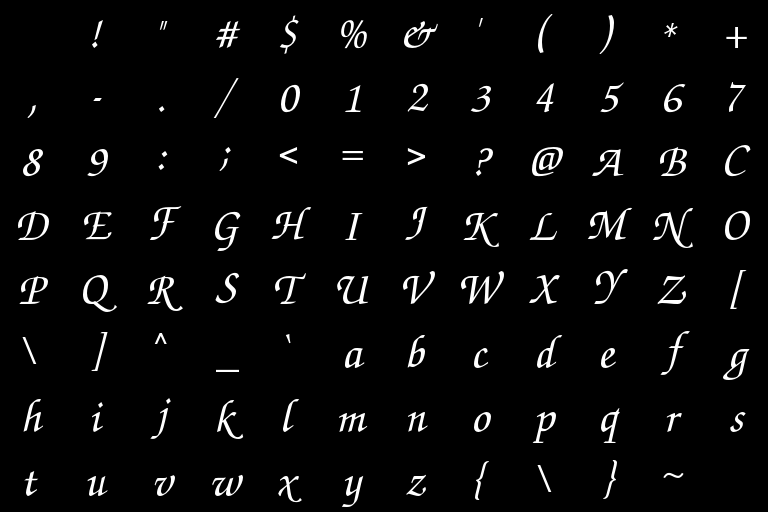 ! " # $ % & ' ( ) * +
, - . / 0 1 2 3 4 5 6 7
8 9 : ; < = > ? @ A B C
D E F G H I J K L M N O
P Q R S T U V W X Y Z [
\ ] ^ _ ` a b c d e f g
h i j k l m n o p q r s
t u v w x y z { \ } ~